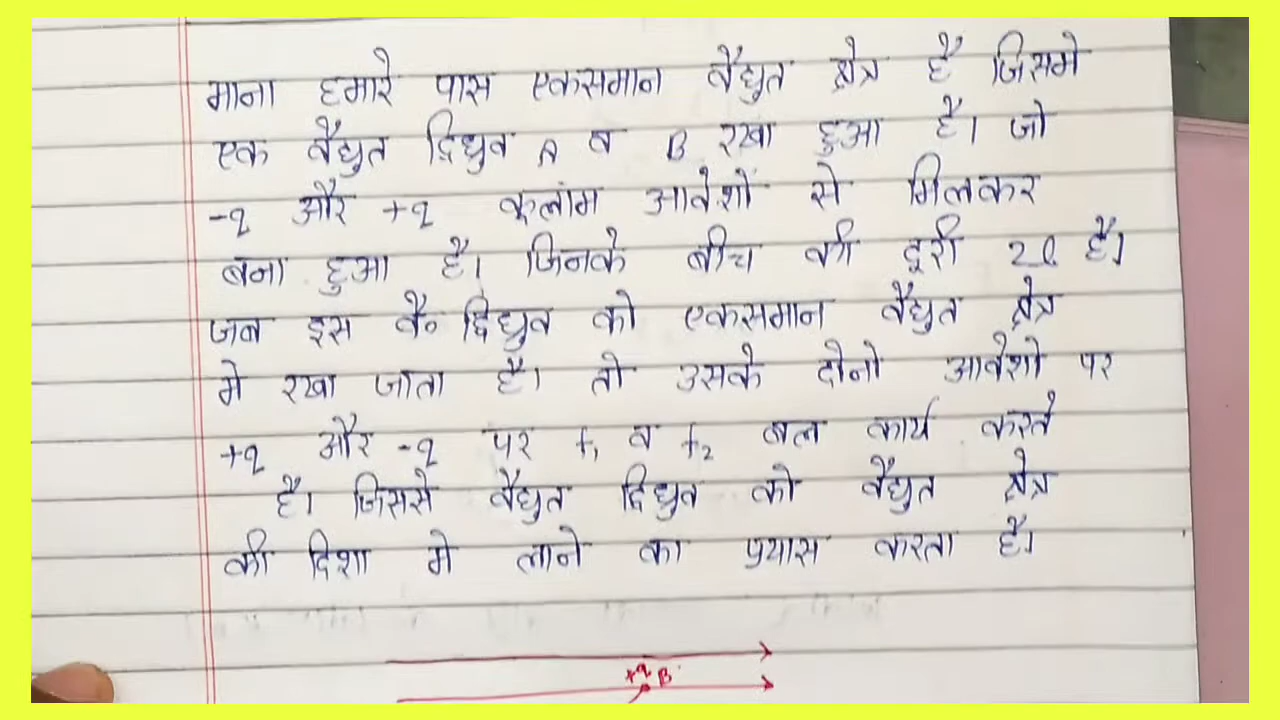 माना हमारे पास एकसमान वैद्युत क्षेत्र है जिसमे
एक वैद्युत द्विध्रुव A व B रखा हुआ है। जो
-q और +q कूलाम आवेशों से मिलकर
बना हुआ है। जिनके बीच की दूरी 2l है।
जब इस वै० द्विध्रुव को एकसमान वैद्युत क्षेत्र
मे रखा जाता है। तो उसके दोनो आवेशो पर
+q और -q पर f₁ व f₂ बल कार्य करते
है। जिससे वैद्युत द्विध्रुव को वैद्युत क्षेत्र
की दिशा मे लाने का प्रयास करता है।
+q B